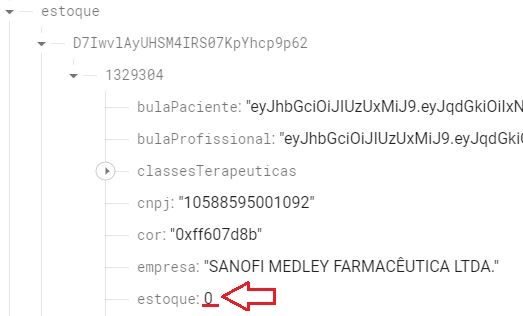 estoque
D7IwvlAyUHSM4IRS07KpYhcp9p62
1329304
bulaPaciente: "eyJhbGciOiJIUzUxMiJ9.eyJqdGkiOiIxN
bulaProfissional: "eyJhbGciOiJIUzUxMiJ9.eyJqdGkiO
classesTerapeuticas
cnpj: "10588595001092"
cor: "0xff607d8b"
empresa: "SANOFI MEDLEY FARMACÊUTICA LTDA."
estoque: 0